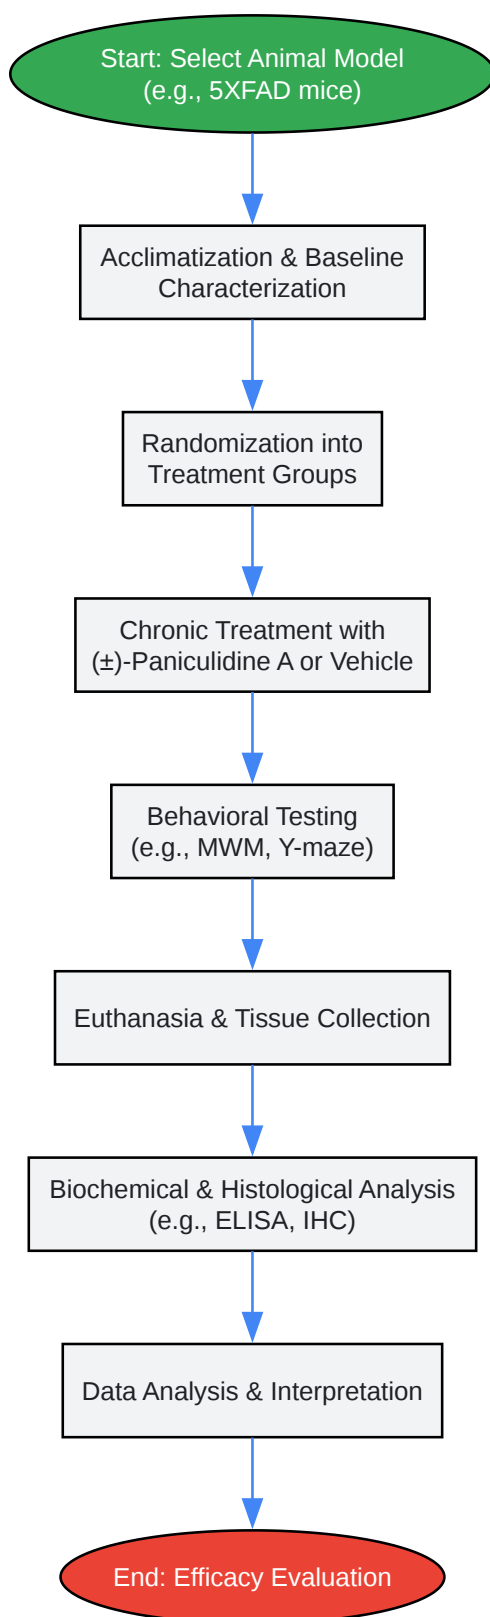 Start: Select Animal Model
(e.g., 5XFAD mice)
Acclimatization & Baseline
Characterization
Randomization into
Treatment Groups
Chronic Treatment with
(±)-Paniculidine A or Vehicle
Behavioral Testing
(e.g., MWM, Y-maze)
Euthanasia & Tissue Collection
Biochemical & Histological Analysis
(e.g., ELISA, IHC)
Data Analysis & Interpretation
End: Efficacy Evaluation